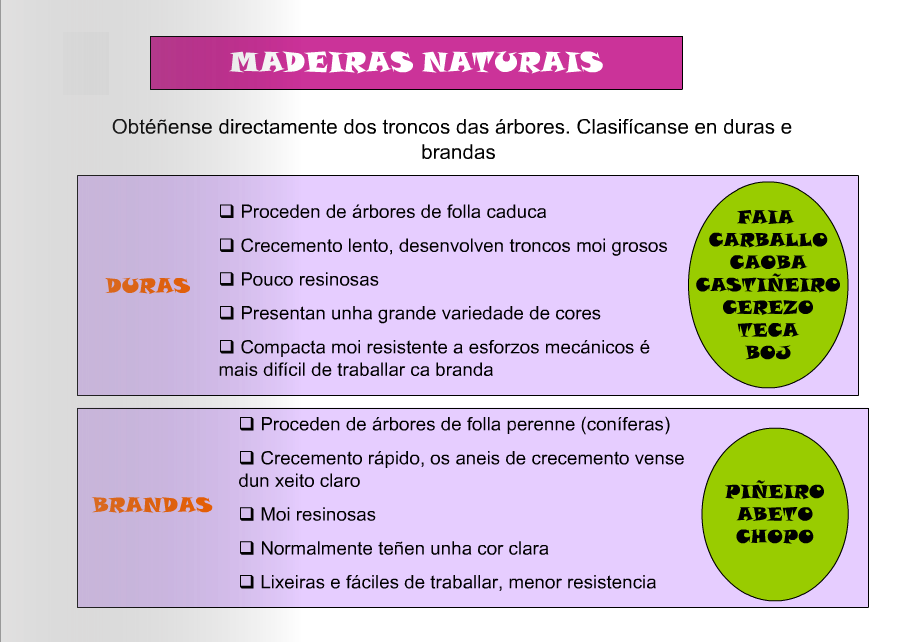 MADEIRAS NATURAIS
Obtéñense directamente dos troncos das árbores. Clasifícanse en duras e
brandas
DURAS
Proceden de árbores de folla caduca
Crecemento lento, desenvolven troncos moi grosos
Pouco resinosas
Presentan unha grande variedade de cores
Compacta moi resistente a esforzos mecánicos é
mais difícil de traballar ca branda
FAIA
CARBALLO
CAOBA
CASTIÑEIRO
CEREZO
TECA
BOJ
BRANDAS
Proceden de árbores de folla perenne (coníferas)
Crecemento rápido, os aneis de crecemento vense
dun xeito claro
Moi resinosas
Normalmente teñen unha cor clara
Lixeiras e fáciles de traballar, menor resistencia
PIÑEIRO
ABETO
CHOPO